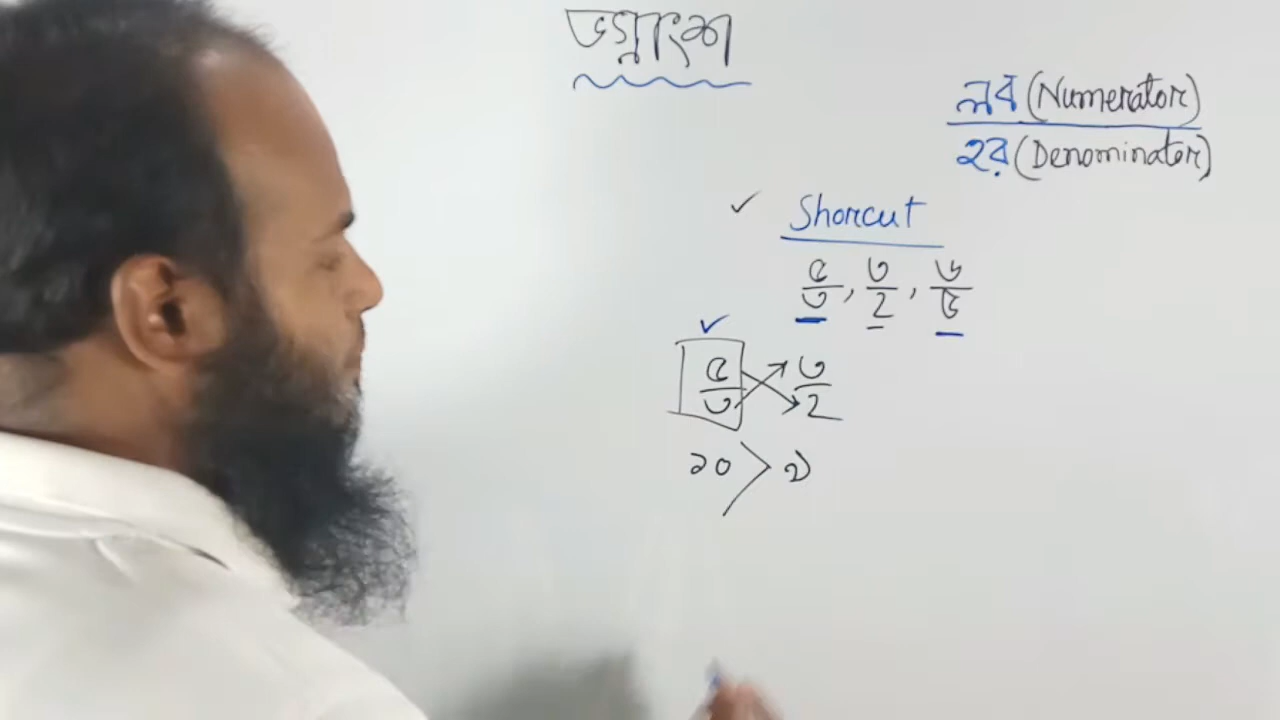 ভগ্নাংশ
লব (Numerator)
হর (Denominator)
✓ Shorcut
৫/৩, ৩/২, ৬/৫
✓
৫/৩ ৩/২
১০ > ৯